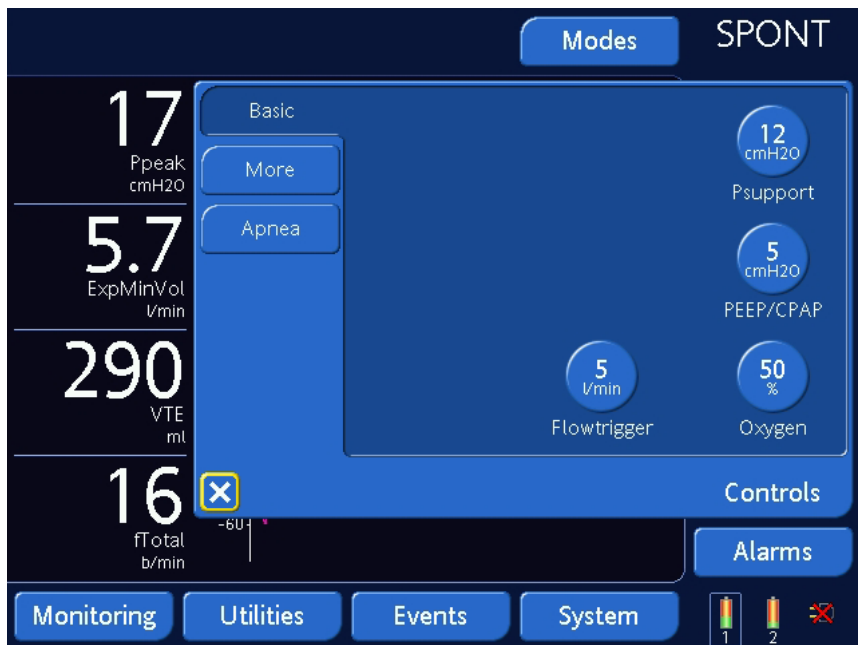 Modes
SPONT
17
Ppeak
cmH2O
5.7
ExpMinVol
l/min
290
VTE
ml
16
fTotal
b/min
Basic
More
Apnea
12
cmH2O
Psupport
5
cmH2O
PEEP/CPAP
5
l/min
Flowtrigger
50
%
Oxygen
Controls
-60
Alarms
Monitoring
Utilities
Events
System
1
2